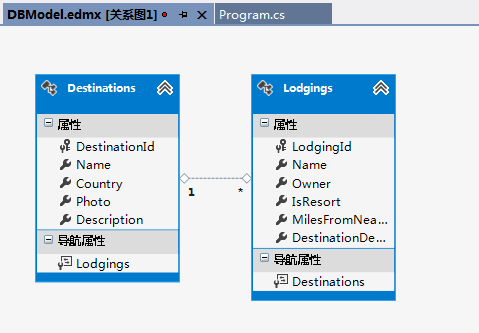 DBModel.edmx [关系图1]
Program.cs
Destinations
属性
DestinationId
Name
Country
Photo
Description
导航属性
Lodgings
1
*
Lodgings
属性
LodgingId
Name
Owner
IsResort
MilesFromNea...
DestinationDe...
导航属性
Destinations